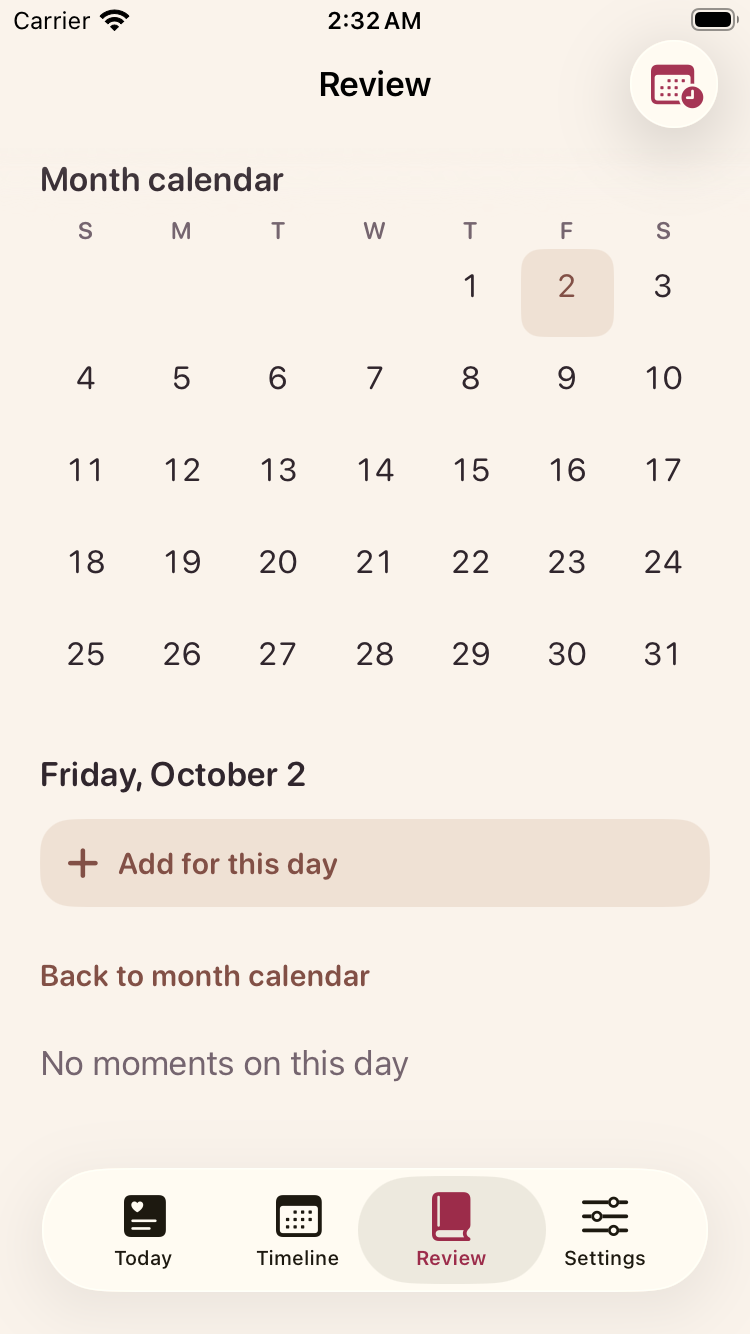 Carrier 2:32 AM
Review
Month calendar
S M T W T F S
1 2 3
4 5 6 7 8 9 10
11 12 13 14 15 16 17
18 19 20 21 22 23 24
25 26 27 28 29 30 31
Friday, October 2
Add for this day
Back to month calendar
No moments on this day
Today Timeline Review Settings